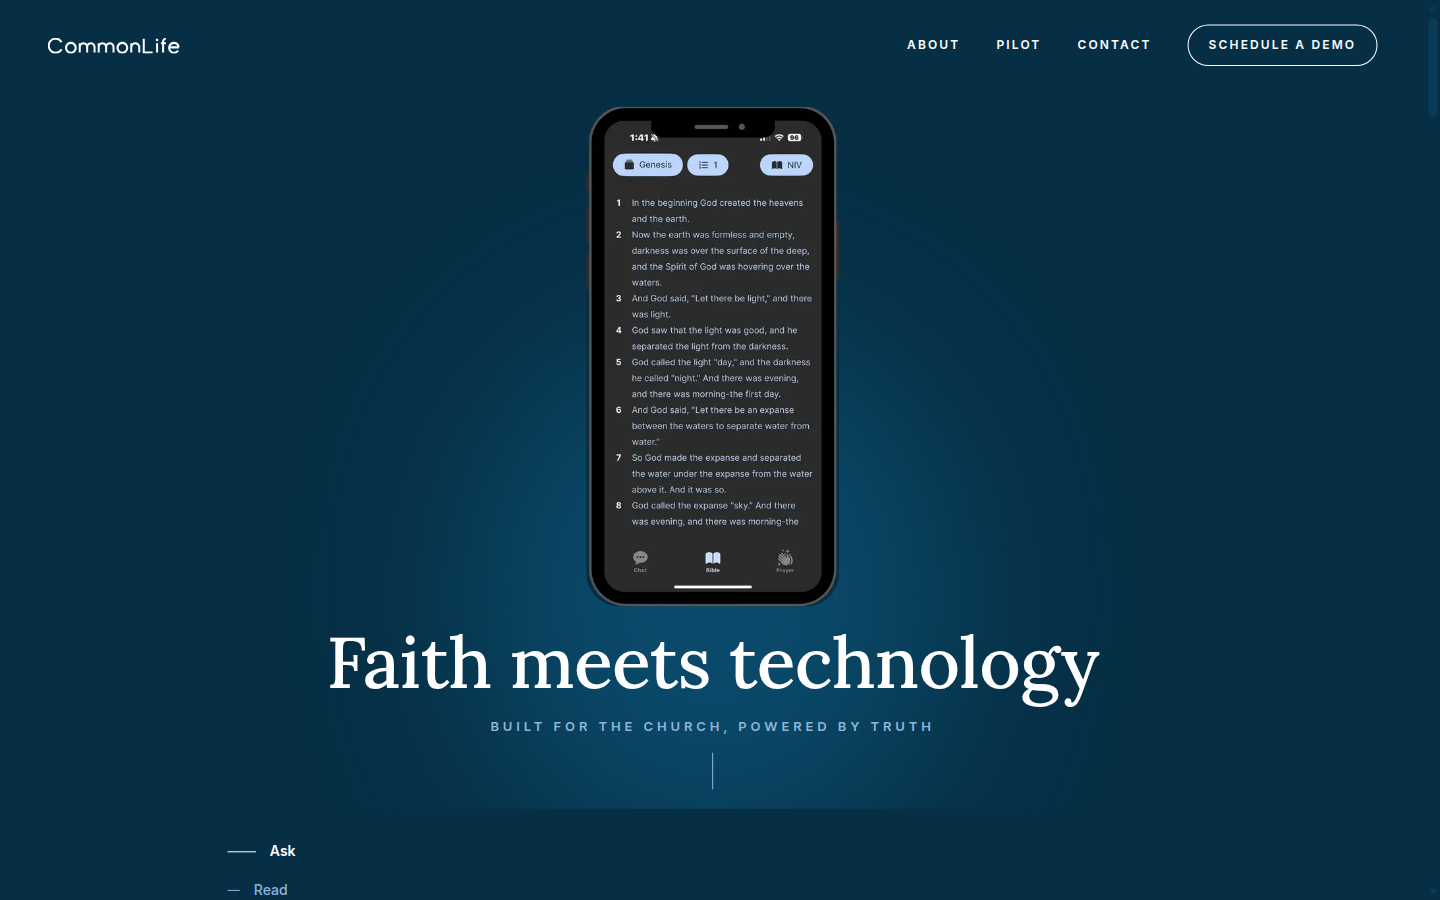 CommonLife
ABOUT PILOT CONTACT SCHEDULE A DEMO
1:41 96
Genesis 1 NIV
1 In the beginning God created the heavens
and the earth.
2 Now the earth was formless and empty,
darkness was over the surface of the deep,
and the Spirit of God was hovering over the
waters.
3 And God said, "Let there be light," and there
was light.
4 God saw that the light was good, and he
separated the light from the darkness.
5 God called the light "day," and the darkness
he called "night." And there was evening,
and there was morning-the first day.
6 And God said, "Let there be an expanse
between the waters to separate water from
water."
7 So God made the expanse and separated
the water under the expanse from the water
above it. And it was so.
8 God called the expanse "sky." And there
was evening, and there was morning-the
Chat Bible Prayer
Faith meets technology
BUILT FOR THE CHURCH, POWERED BY TRUTH
Ask
Read